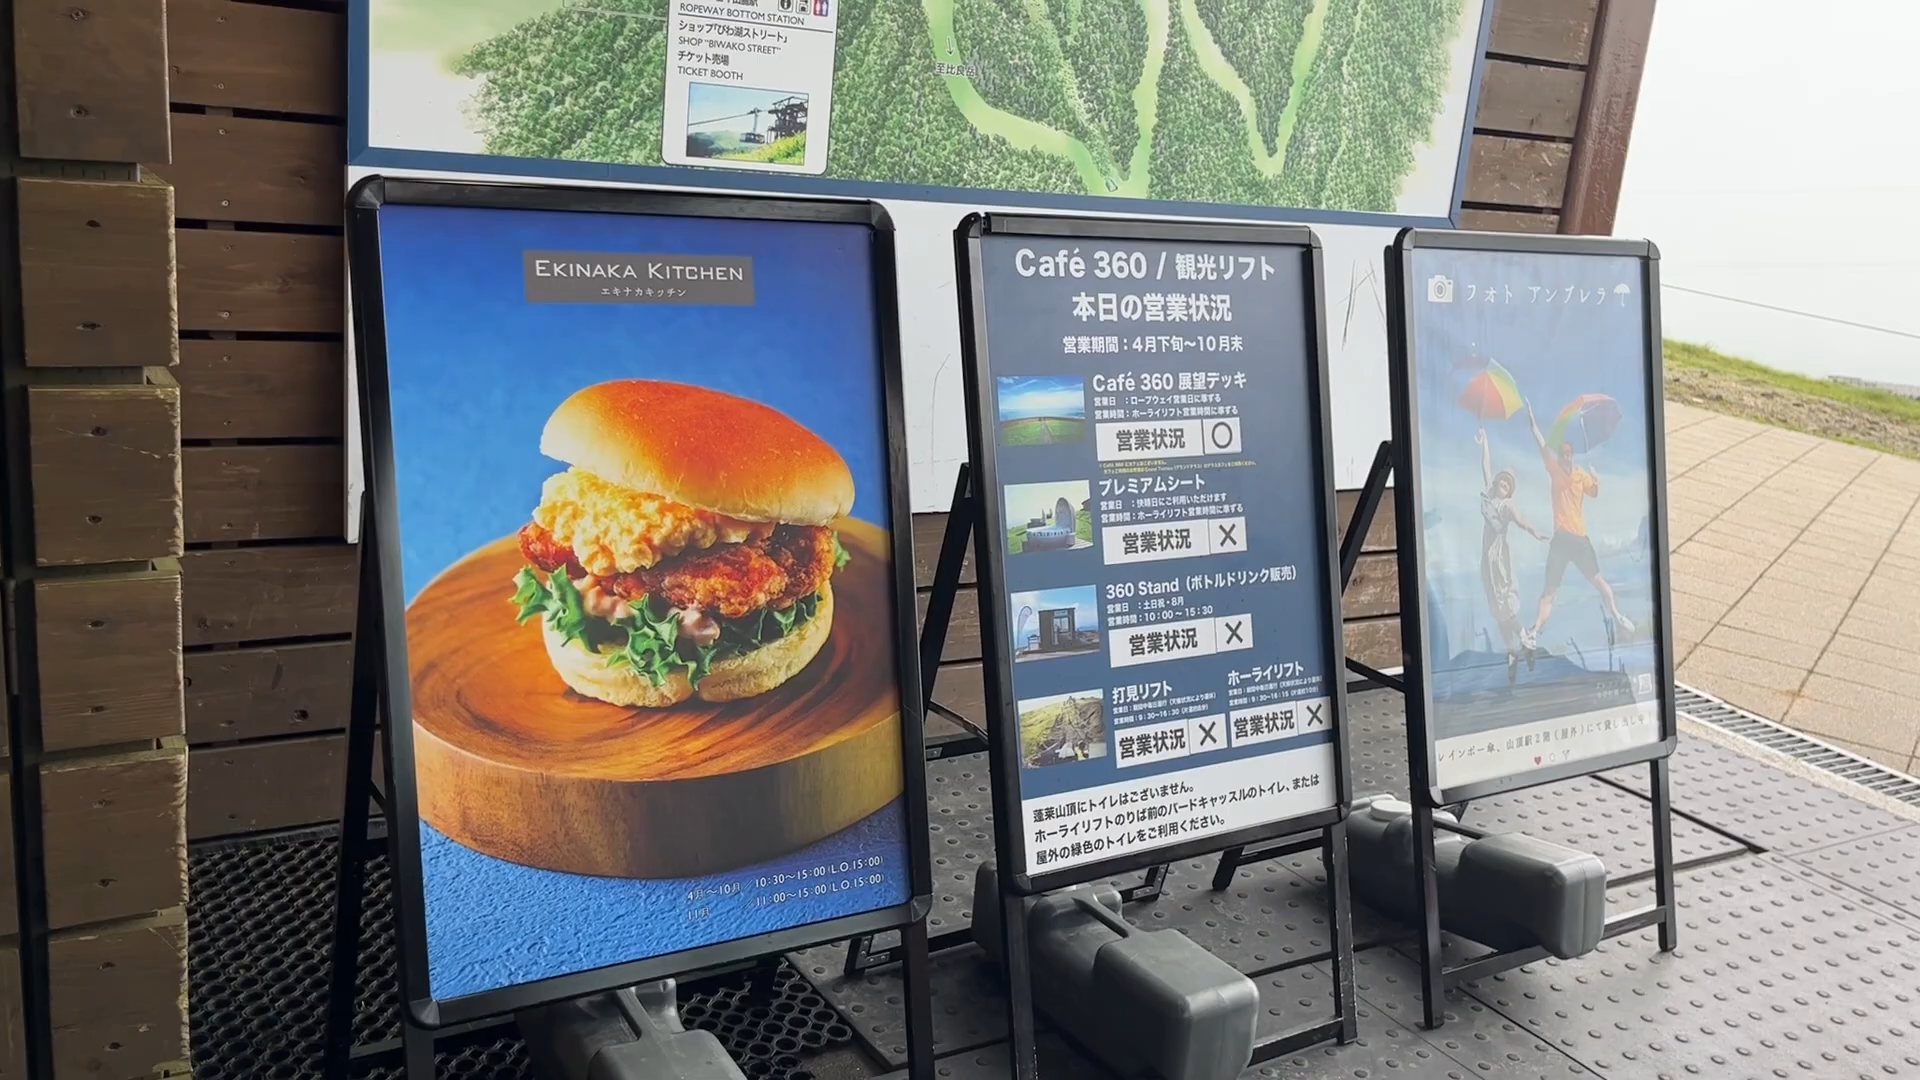 ROPEWAY BOTTOM STATION
ショップ「びわ湖ストリート」
SHOP "BIWAKO STREET"
チケット売場
TICKET BOOTH
至比良岳
EKINAKA KITCHEN
エキナカキッチン
4月〜10月／10:30〜15:00(L.O.15:00)
11月／11:00〜15:00(L.O.15:00)
Café 360 / 観光リフト
本日の営業状況
営業期間：4月下旬〜10月末
Café 360 展望デッキ
営業日　：ロープウェイ営業日に準ずる
営業時間：ホーライリフト営業時間に準ずる
営業状況 ○
プレミアムシート
営業日　：快晴日にご利用いただけます
営業時間：ホーライリフト営業時間に準ずる
営業状況 ×
360 Stand（ボトルドリンク販売）
営業日　：土日祝・8月
営業時間：10：00〜15：30
営業状況 ×
打見リフト
営業状況 ×
ホーライリフト
営業状況 ×
蓬莱山頂にトイレはございません。
ホーライリフトのりば前のバードキャッスルのトイレ、または
屋外の緑色のトイレをご利用ください。
フォト アンブレラ
レインボー傘、山頂駅2階(屋外)にて貸し出し中！